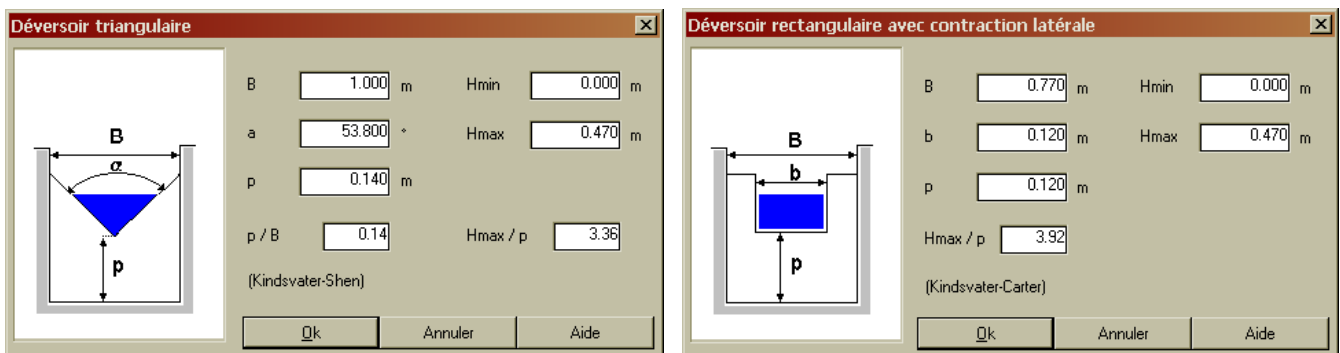 Déversoir triangulaire
B 1.000 m Hmin 0.000 m
a 53.800 ° Hmax 0.470 m
p 0.140 m
p / B 0.14 Hmax / p 3.36
(Kindsvater-Shen)
B
α
p
Ok Annuler Aide
Déversoir rectangulaire avec contraction latérale
B 0.770 m Hmin 0.000 m
b 0.120 m Hmax 0.470 m
p 0.120 m
Hmax / p 3.92
(Kindsvater-Carter)
B
b
p
Ok Annuler Aide